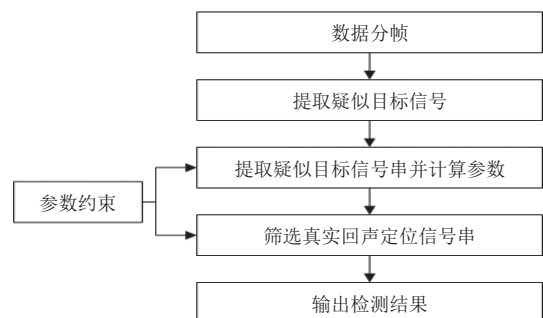 数据分帧
提取疑似目标信号
提取疑似目标信号串并计算参数
参数约束
筛选真实回声定位信号串
输出检测结果